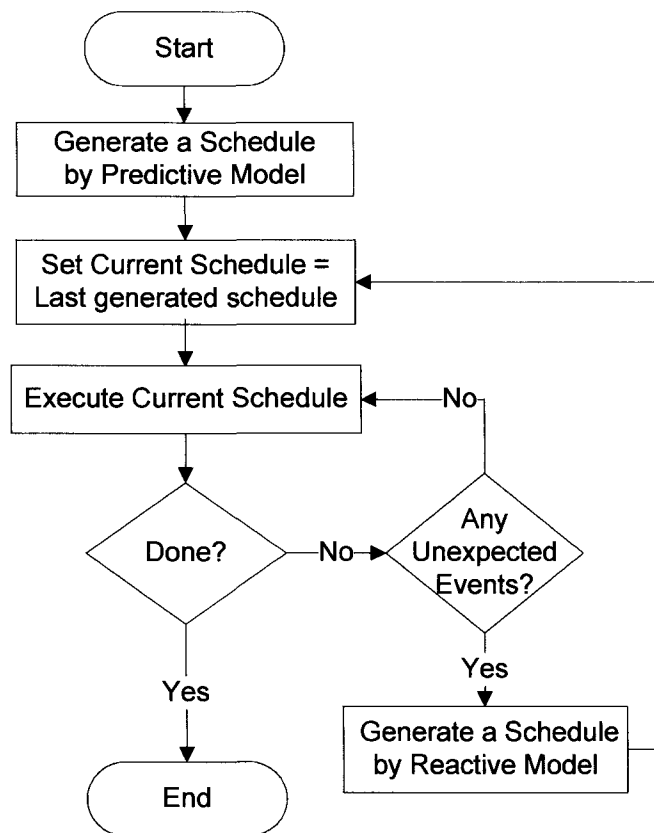 Start
Generate a Schedule
by Predictive Model
Set Current Schedule =
Last generated schedule
Execute Current Schedule
No
Done?
No
Any
Unexpected
Events?
Yes
Yes
Generate a Schedule
by Reactive Model
End